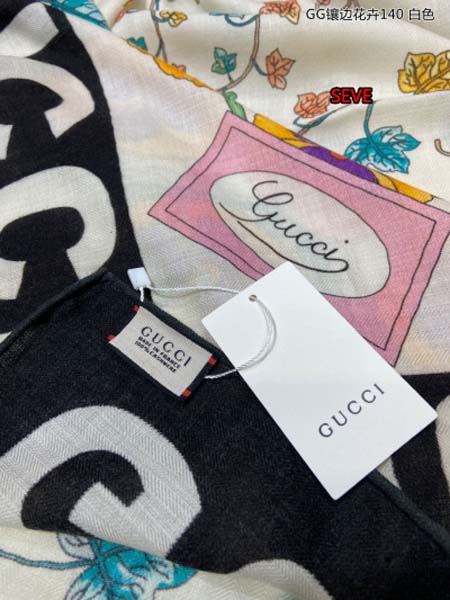 GG镶边花卉140 白色
SEVE
Gucci
GUCCI
MADE IN FRANCE
100% CASHMERE
GUCCI